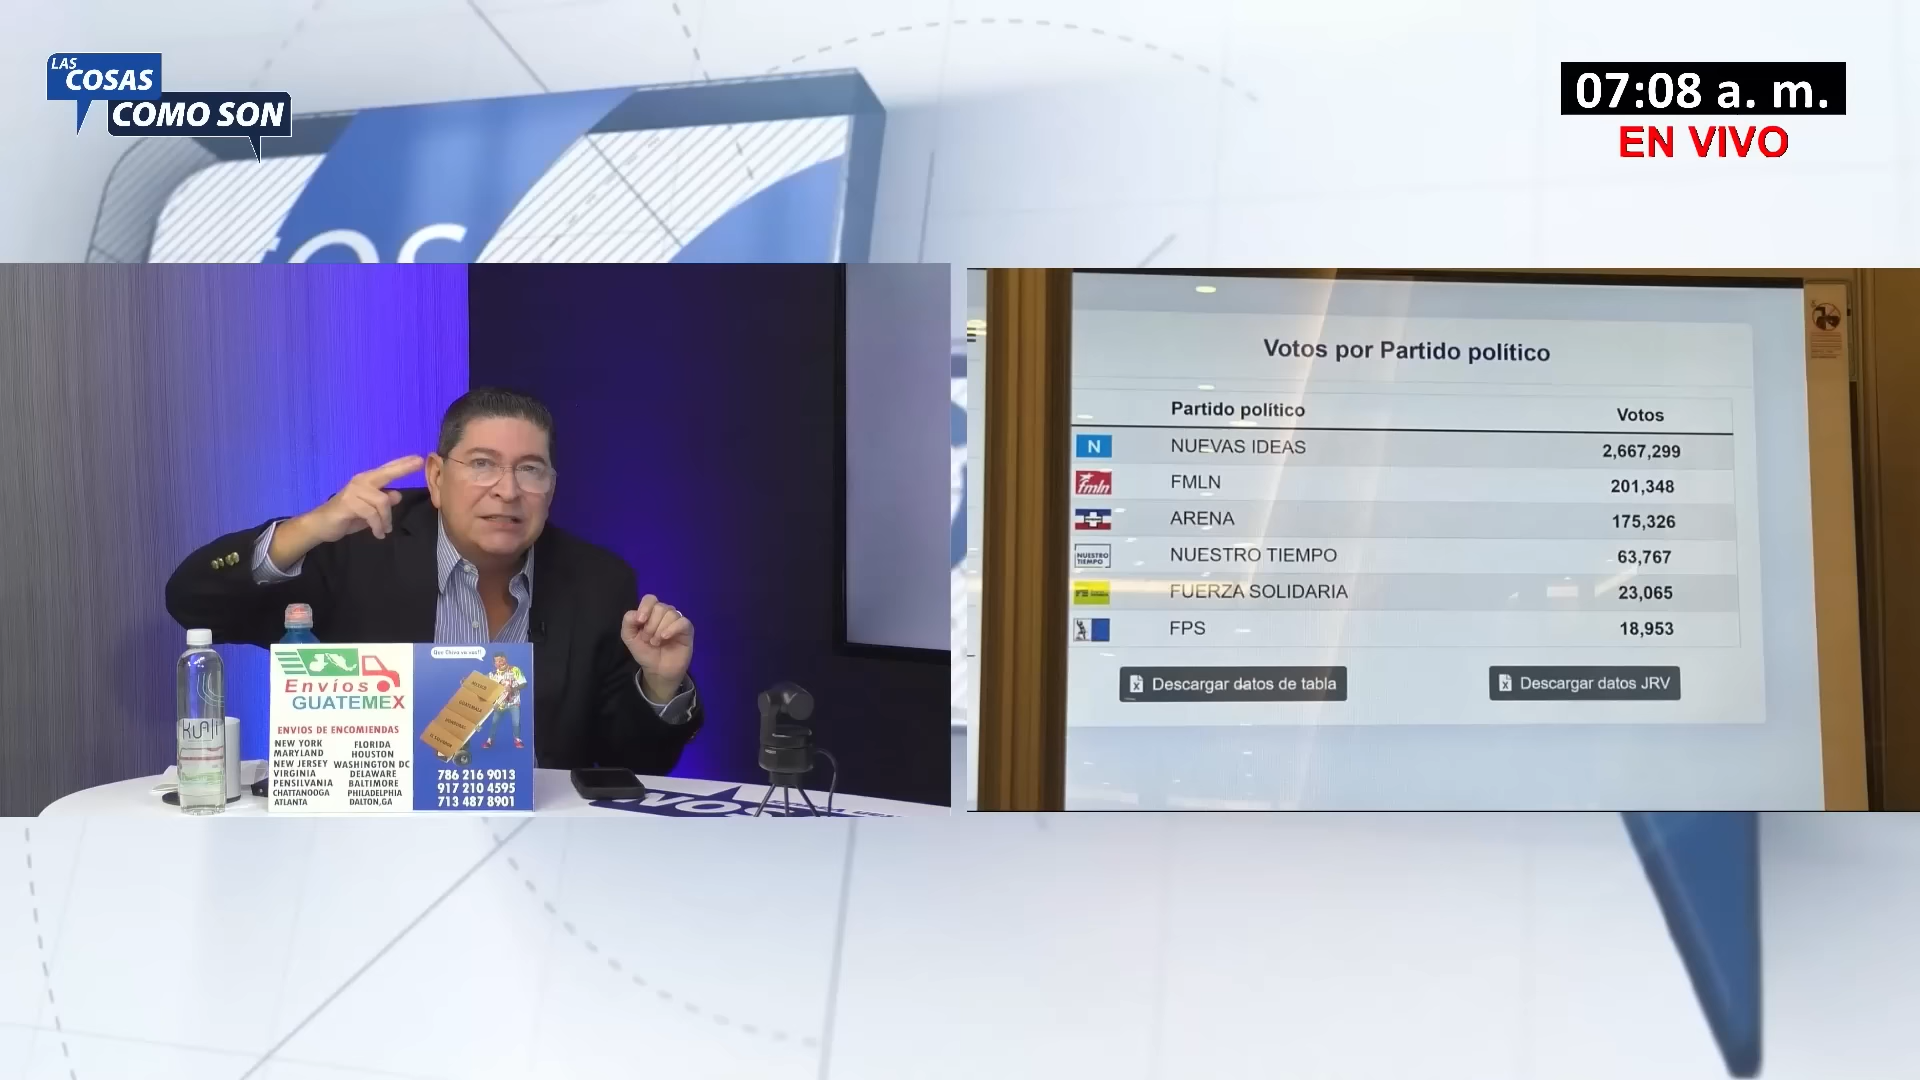 LAS
COSAS
COMO SON
07:08 a. m.
EN VIVO
Votos por Partido político
Partido político Votos
N NUEVAS IDEAS 2,667,299
fmln FMLN 201,348
ARENA 175,326
NUESTRO TIEMPO NUESTRO TIEMPO 63,767
FUERZA SOLIDARIA 23,065
FPS 18,953
Descargar datos de tabla Descargar datos JRV
Envíos
GUATEMEX
ENVIOS DE ENCOMIENDAS
NEW YORK FLORIDA
MARYLAND HOUSTON
NEW JERSEY WASHINGTON DC
VIRGINIA DELAWARE
PENSILVANIA BALTIMORE
CHATTANOOGA PHILADELPHIA
ATLANTA DALTON,GA
786 216 9013
917 210 4595
713 487 8901